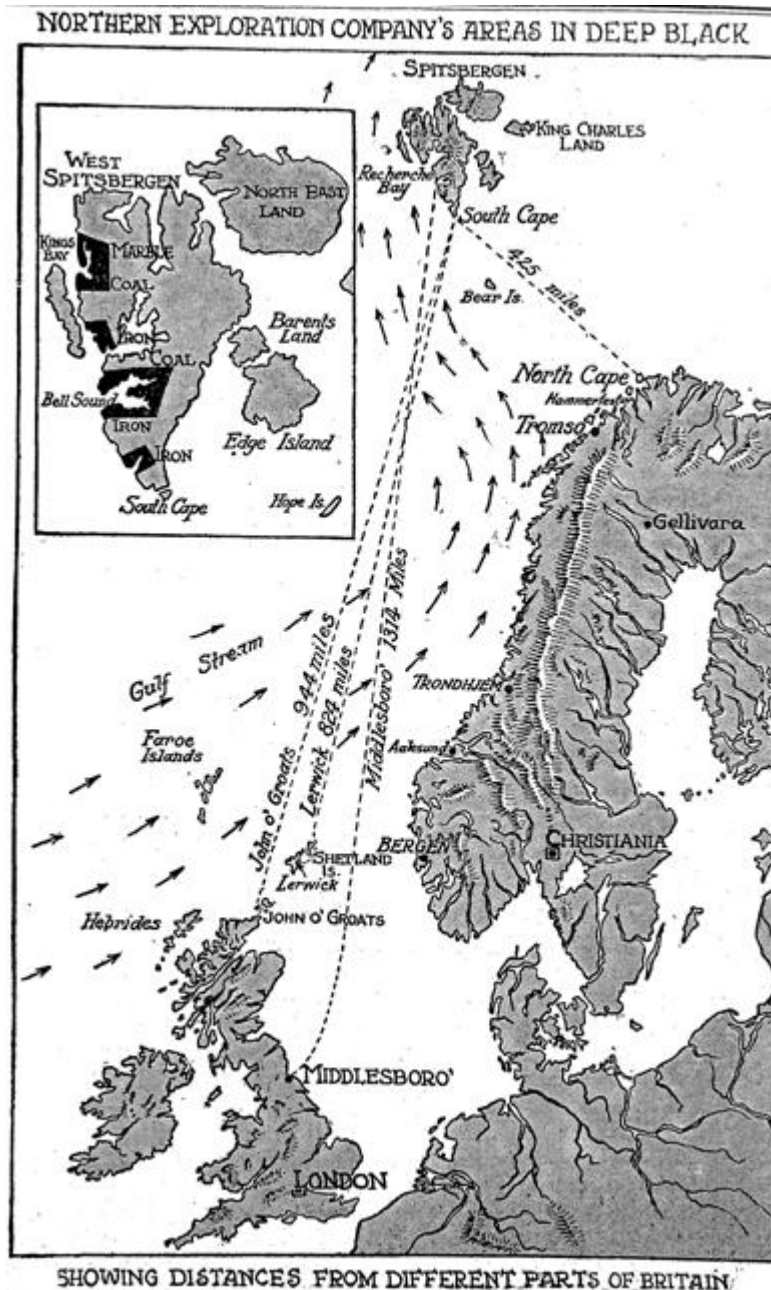 NORTHERN EXPLORATION COMPANY'S AREAS IN DEEP BLACK
SPITSBERGEN
KING CHARLES
LAND
Recherche
Bay
South Cape
425 miles
Bear Is.
North Cape
Hammerfest
Tromso
Gellivara
WEST
SPITSBERGEN
NORTH EAST
LAND
KINGS
BAY
MARBLE
COAL
IRON
COAL
Barents
Land
Bell Sound
IRON
Edge Island
IRON
South Cape
Hope Is.
Gulf Stream
Faroe
Islands
John o' Groats 944 miles
Lerwick 824 miles
Middlesboro' 1314 Miles
TRONDHJEM
Aaksund
BERGEN
CHRISTIANIA
SHETLAND
IS.
Lerwick
Hebrides
JOHN O' GROATS
MIDDLESBORO'
LONDON
SHOWING DISTANCES FROM DIFFERENT PARTS OF BRITAIN